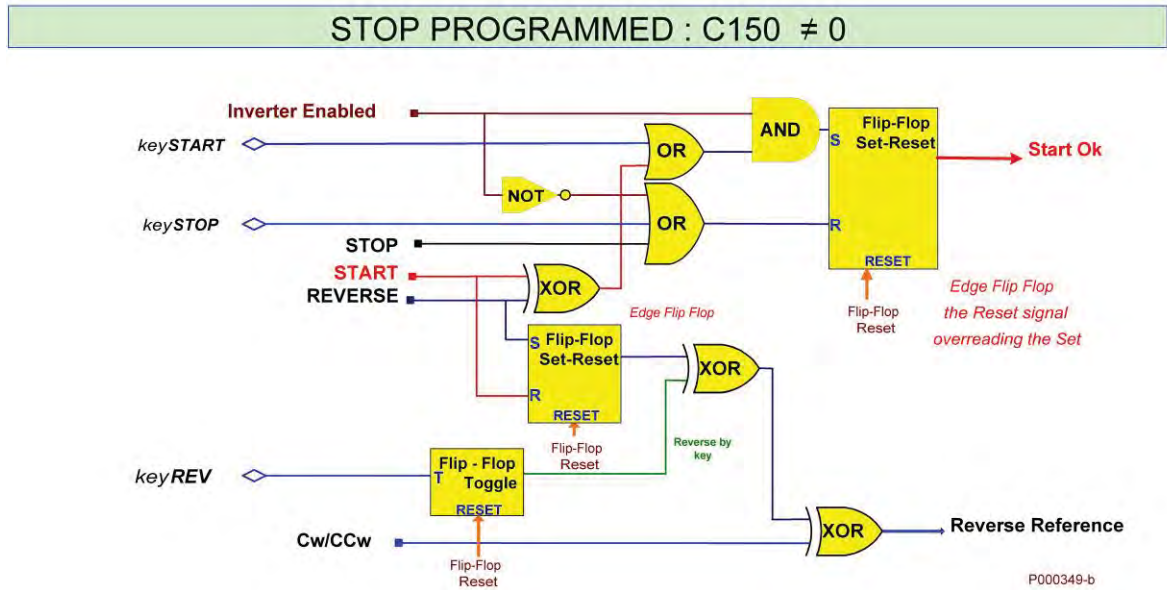 STOP PROGRAMMED : C150 ≠ 0
Inverter Enabled
keySTART
OR
AND
S
Flip-Flop
Set-Reset
Start Ok
NOT
keySTOP
OR
R
RESET
STOP
START
REVERSE
XOR
Edge Flip Flop
Flip-Flop
Reset
Edge Flip Flop
the Reset signal
overreading the Set
S
Flip-Flop
Set-Reset
R
RESET
XOR
Flip-Flop
Reset
Reverse by
key
keyREV
T
Flip - Flop
Toggle
RESET
Cw/CCw
XOR
Reverse Reference
Flip-Flop
Reset
P000349-b